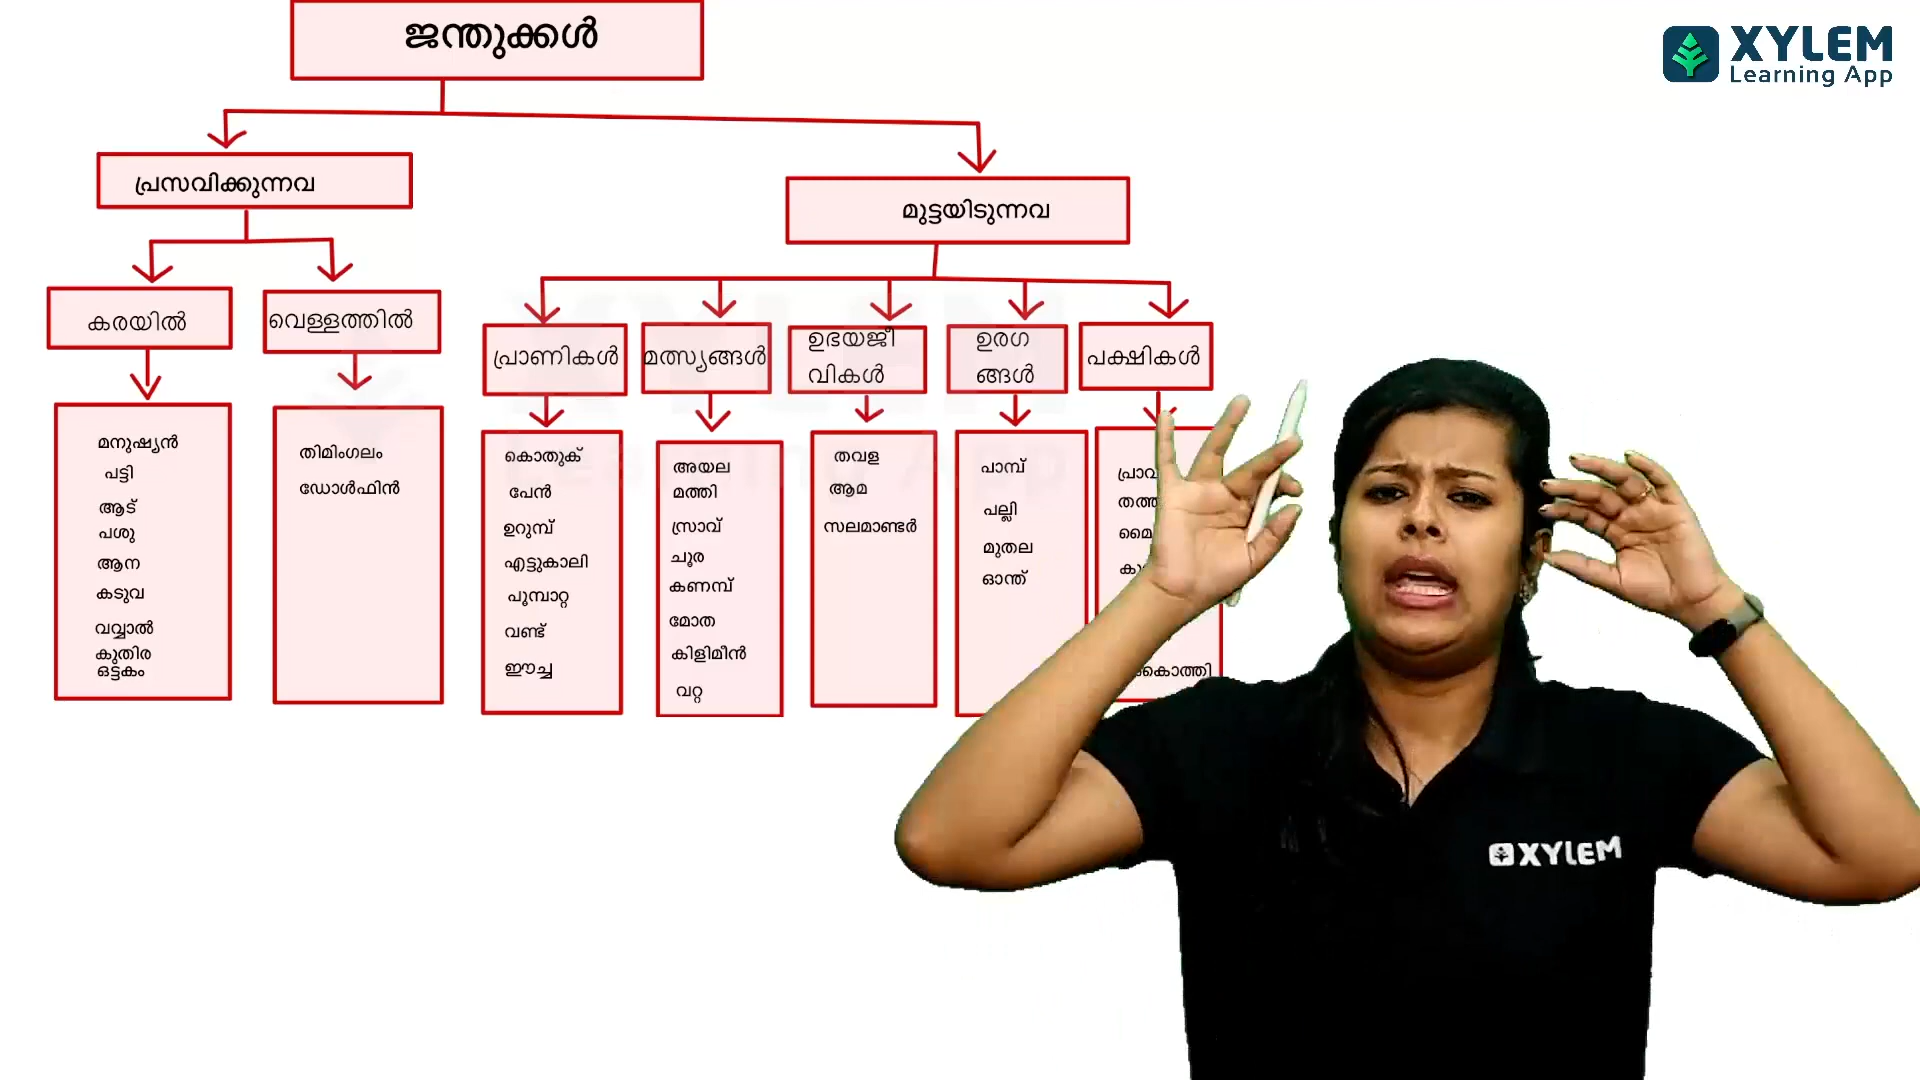 ജന്തുക്കൾ
XYLEM
Learning App
പ്രസവിക്കുന്നവ
മുട്ടയിടുന്നവ
കരയിൽ
വെള്ളത്തിൽ
പ്രാണികൾ
മത്സ്യങ്ങൾ
ഉഭയജീ
വികൾ
ഉരഗ
ങ്ങൾ
പക്ഷികൾ
മനുഷ്യൻ
പട്ടി
ആട്
പശു
ആന
കടുവ
വവ്വാൽ
കുതിര
ഒട്ടകം
തിമിംഗലം
ഡോൾഫിൻ
കൊതുക്
പേൻ
ഉറുമ്പ്
എട്ടുകാലി
പൂമ്പാറ്റ
വണ്ട്
ഈച്ച
അയല
മത്തി
സ്രാവ്
ചൂര
കണമ്പ്
മോത
കിളിമീൻ
വറ്റ
തവള
ആമ
സലമാണ്ടർ
പാമ്പ്
പല്ലി
മുതല
ഓന്ത്
XYLEM